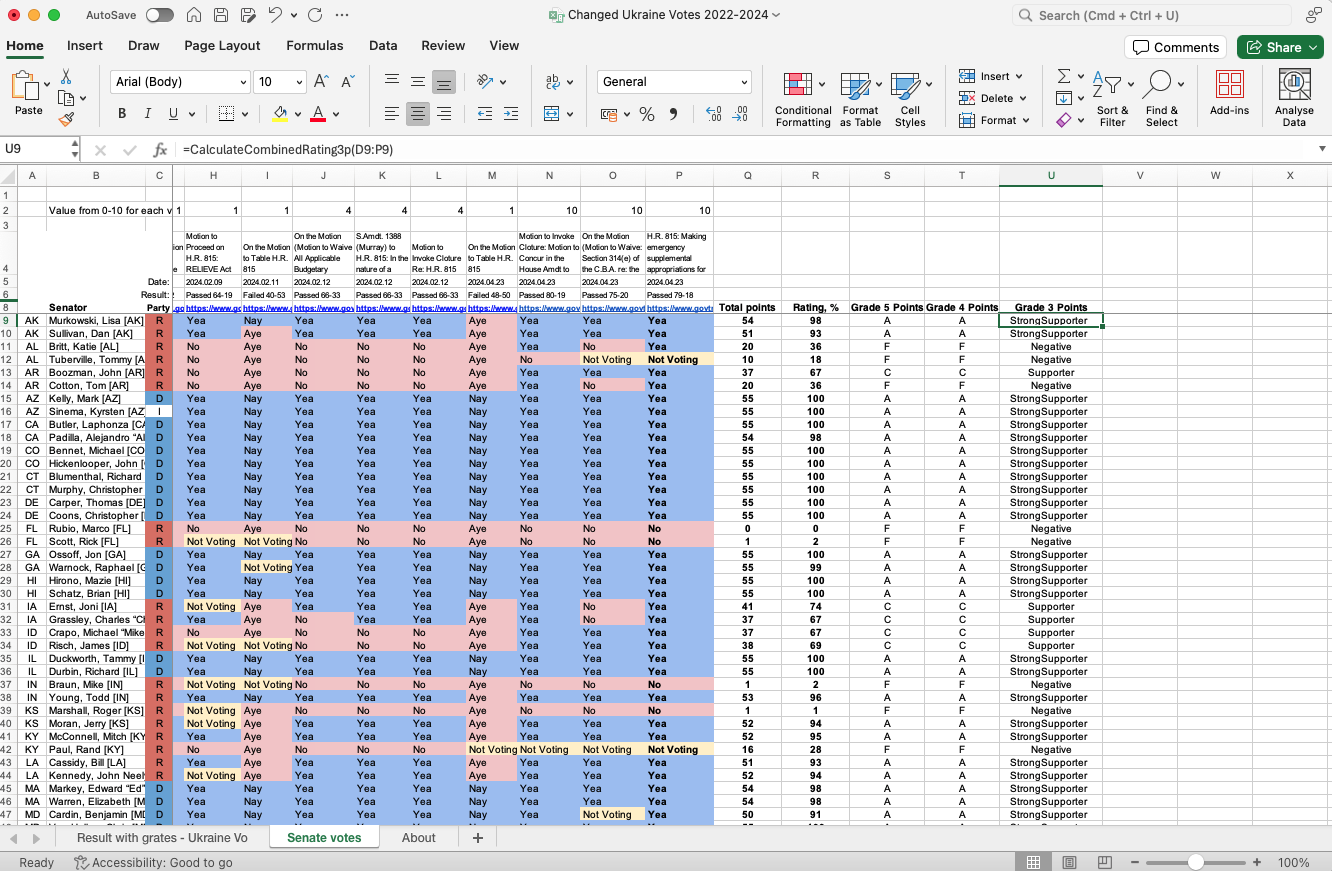 AutoSave
Changed Ukraine Votes 2022-2024
Search (Cmd + Ctrl + U)
Home Insert Draw Page Layout Formulas Data Review View
Comments Share
Paste
Arial (Body) 10
B I U
General
Conditional Formatting
Format as Table
Cell Styles
Insert
Delete
Format
Sort & Filter
Find & Select
Add-ins
Analyse Data
U9 fx =CalculateCombinedRating3p(D9:P9)
A B C H I J K L M N O P Q R S T U V W X
1
2 Value from 0-10 for each v 1 1 1 4 4 4 1 10 10 10
3
4 Motion to Proceed on H.R. 815: RELIEVE Act On the Motion to Table H.R. 815 On the Motion (Motion to Waive All Applicable Budgetary S.Amdt. 1388 (Murray) to H.R. 815: In the nature of a Motion to Invoke Cloture Re: H.R. 815 On the Motion to Table H.R. 815 Motion to Invoke Cloture: Motion to Concur in the House Amdt to On the Motion (Motion to Waive: Section 314(e) of the C.B.A. re: the H.R. 815: Making emergency supplemental appropriations for
5 Date: 2024.02.09 2024.02.11 2024.02.12 2024.02.12 2024.02.12 2024.04.23 2024.04.23 2024.04.23 2024.04.23
6 Result: Passed 64-19 Failed 40-53 Passed 66-33 Passed 66-33 Passed 66-33 Failed 48-50 Passed 80-19 Passed 75-20 Passed 79-18
8 Senator Party https://www.go https://www. https://www.go https://www.g https://www.g https://www. https://www.govt https://www.govt https://www.govt Total points Rating, % Grade 5 Points Grade 4 Points Grade 3 Points
9 AK Murkowski, Lisa [AK] R Yea Nay Yea Yea Yea Aye Yea Yea Yea 54 98 A A StrongSupporter
10 AK Sullivan, Dan [AK] R Yea Aye Yea Yea Yea Aye Yea Yea Yea 51 93 A A StrongSupporter
11 AL Britt, Katie [AL] R No Aye No No No Aye Yea No Yea 20 36 F F Negative
12 AL Tuberville, Tommy [A R No Aye No No No Aye No Not Voting Not Voting 10 18 F F Negative
13 AR Boozman, John [AR] R No Aye No No No Aye Yea Yea Yea 37 67 C C Supporter
14 AR Cotton, Tom [AR] R No Aye No No No Aye Yea No Yea 20 36 F F Negative
15 AZ Kelly, Mark [AZ] D Yea Nay Yea Yea Yea Nay Yea Yea Yea 55 100 A A StrongSupporter
16 AZ Sinema, Kyrsten [AZ I Yea Nay Yea Yea Yea Nay Yea Yea Yea 55 100 A A StrongSupporter
17 CA Butler, Laphonza [CA D Yea Nay Yea Yea Yea Nay Yea Yea Yea 55 100 A A StrongSupporter
18 CA Padilla, Alejandro “Al D Yea Nay Yea Yea Yea Nay Yea Yea Yea 54 98 A A StrongSupporter
19 CO Bennet, Michael [CO D Yea Nay Yea Yea Yea Nay Yea Yea Yea 55 100 A A StrongSupporter
20 CO Hickenlooper, John [ D Yea Nay Yea Yea Yea Nay Yea Yea Yea 55 100 A A StrongSupporter
21 CT Blumenthal, Richard D Yea Nay Yea Yea Yea Nay Yea Yea Yea 55 100 A A StrongSupporter
22 CT Murphy, Christopher D Yea Nay Yea Yea Yea Nay Yea Yea Yea 55 100 A A StrongSupporter
23 DE Carper, Thomas [DE] D Yea Nay Yea Yea Yea Nay Yea Yea Yea 55 100 A A StrongSupporter
24 DE Coons, Christopher [ D Yea Nay Yea Yea Yea Nay Yea Yea Yea 55 100 A A StrongSupporter
25 FL Rubio, Marco [FL] R No Aye No No No Aye No No No 0 0 F F Negative
26 FL Scott, Rick [FL] R Not Voting Not Voting No No No Aye No No No 1 2 F F Negative
27 GA Ossoff, Jon [GA] D Yea Nay Yea Yea Yea Nay Yea Yea Yea 55 100 A A StrongSupporter
28 GA Warnock, Raphael [G D Yea Not Voting Yea Yea Yea Nay Yea Yea Yea 55 99 A A StrongSupporter
29 HI Hirono, Mazie [HI] D Yea Nay Yea Yea Yea Nay Yea Yea Yea 55 100 A A StrongSupporter
30 HI Schatz, Brian [HI] D Yea Nay Yea Yea Yea Nay Yea Yea Yea 55 100 A A StrongSupporter
31 IA Ernst, Joni [IA] R Not Voting Aye Yea Yea Yea Aye Yea No Yea 41 74 C C Supporter
32 IA Grassley, Charles “Ch R Yea Aye No Yea Yea Aye Yea No Yea 37 67 C C Supporter
33 ID Crapo, Michael “Mike R No Aye No No No Aye Yea Yea Yea 37 67 C C Supporter
34 ID Risch, James [ID] R Not Voting Not Voting No No No Aye Yea Yea Yea 38 69 C C Supporter
35 IL Duckworth, Tammy [I D Yea Nay Yea Yea Yea Nay Yea Yea Yea 55 100 A A StrongSupporter
36 IL Durbin, Richard [IL] D Yea Nay Yea Yea Yea Nay Yea Yea Yea 55 100 A A StrongSupporter
37 IN Braun, Mike [IN] R Not Voting Not Voting No No No Aye No No No 1 2 F F Negative
38 IN Young, Todd [IN] R Yea Nay Yea Yea Yea Aye Yea Yea Yea 53 96 A A StrongSupporter
39 KS Marshall, Roger [KS] R Not Voting Aye No No No Aye No No No 1 1 F F Negative
40 KS Moran, Jerry [KS] R Not Voting Aye Yea Yea Yea Aye Yea Yea Yea 52 94 A A StrongSupporter
41 KY McConnell, Mitch [KY R Yea Aye Yea Yea Yea Aye Yea Yea Yea 52 95 A A StrongSupporter
42 KY Paul, Rand [KY] R No Aye No No No Not Voting Not Voting Not Voting Not Voting 16 28 F F Negative
43 LA Cassidy, Bill [LA] R Yea Aye Yea Yea Yea Aye Yea Yea Yea 51 93 A A StrongSupporter
44 LA Kennedy, John Neel R Not Voting Aye Yea Yea Yea Aye Yea Yea Yea 52 94 A A StrongSupporter
45 MA Markey, Edward “Ed” D Yea Nay Yea Yea Yea Nay Yea Yea Yea 54 98 A A StrongSupporter
46 MA Warren, Elizabeth [M D Yea Nay Yea Yea Yea Nay Yea Yea Yea 54 98 A A StrongSupporter
47 MD Cardin, Benjamin [MD D Yea Nay Yea Yea Yea Nay Yea Not Voting Yea 50 91 A A StrongSupporter
Result with grates - Ukraine Vo Senate votes About +
Ready Accessibility: Good to go 100%